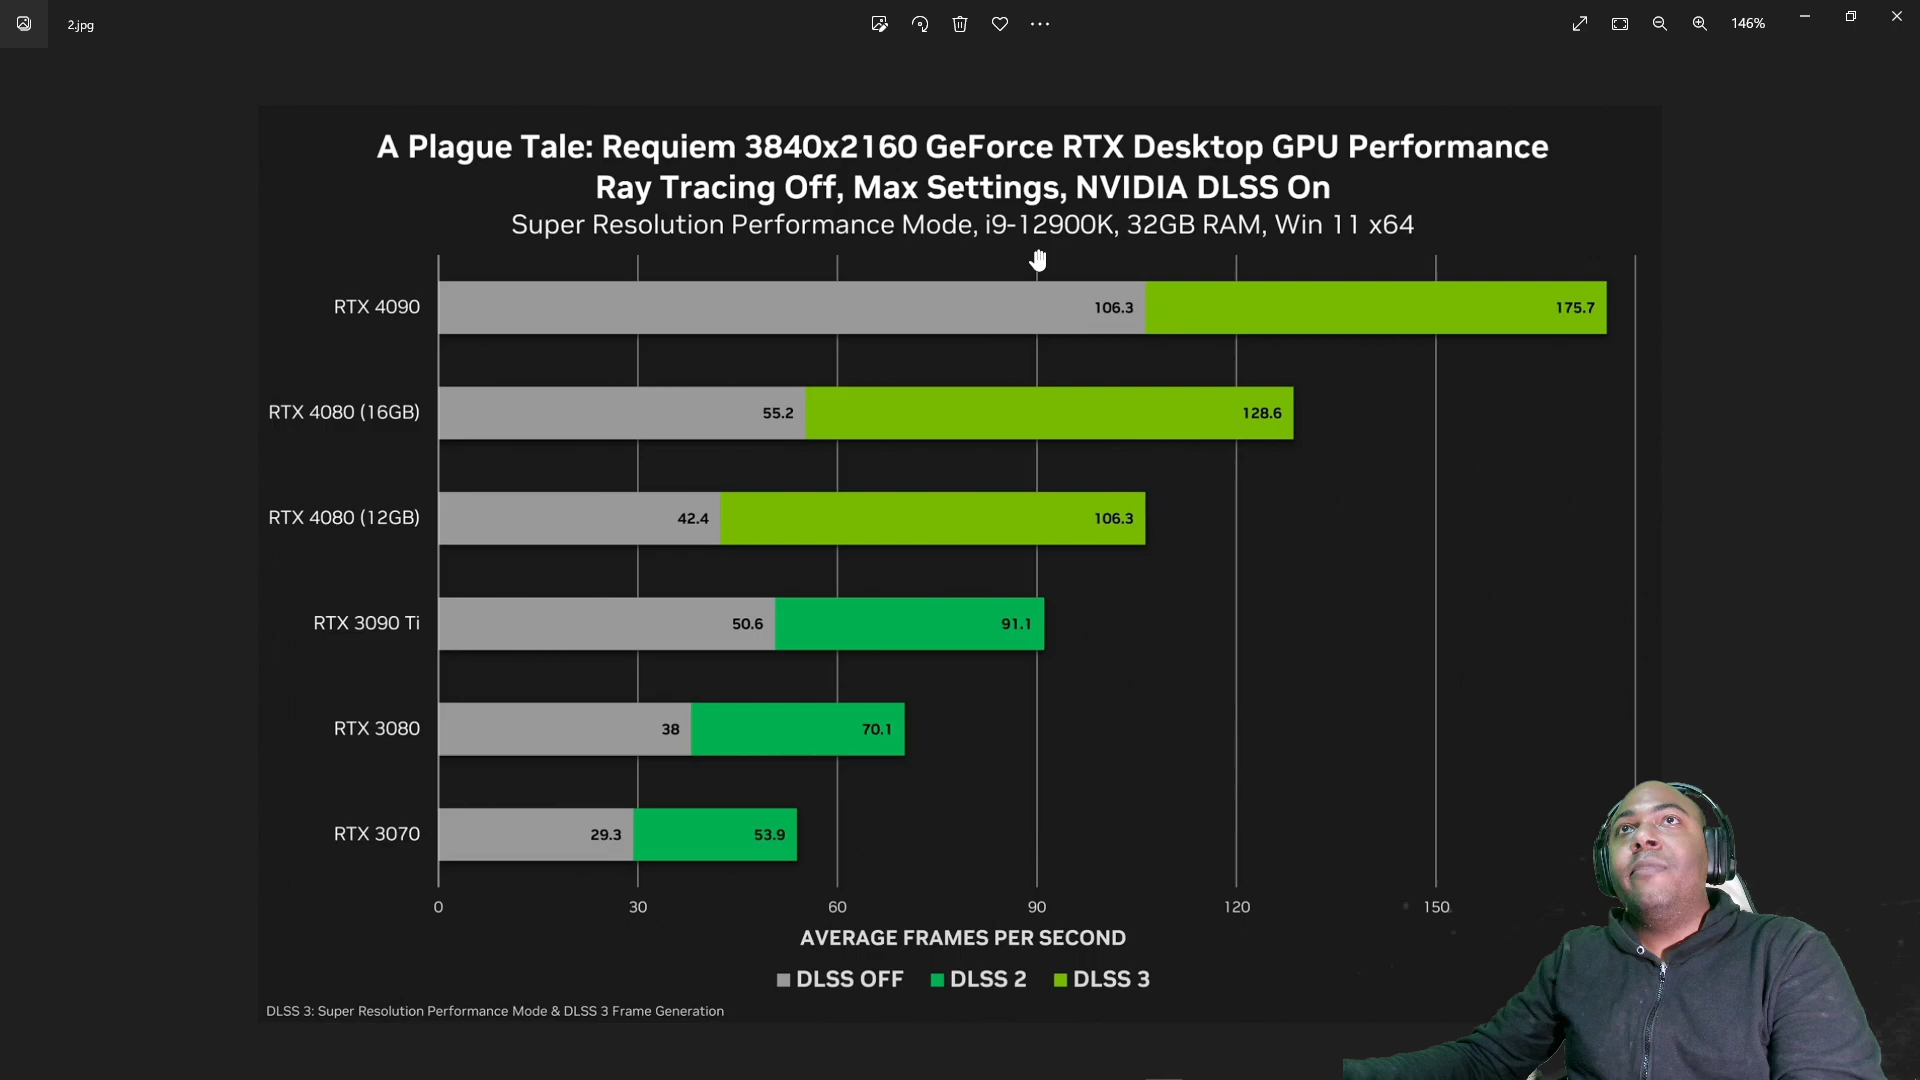 2.jpg
146%
A Plague Tale: Requiem 3840x2160 GeForce RTX Desktop GPU Performance
Ray Tracing Off, Max Settings, NVIDIA DLSS On
Super Resolution Performance Mode, i9-12900K, 32GB RAM, Win 11 x64
RTX 4090 106.3 175.7
RTX 4080 (16GB) 55.2 128.6
RTX 4080 (12GB) 42.4 106.3
RTX 3090 Ti 50.6 91.1
RTX 3080 38 70.1
RTX 3070 29.3 53.9
0 30 60 90 120 150
AVERAGE FRAMES PER SECOND
DLSS OFF DLSS 2 DLSS 3
DLSS 3: Super Resolution Performance Mode & DLSS 3 Frame Generation